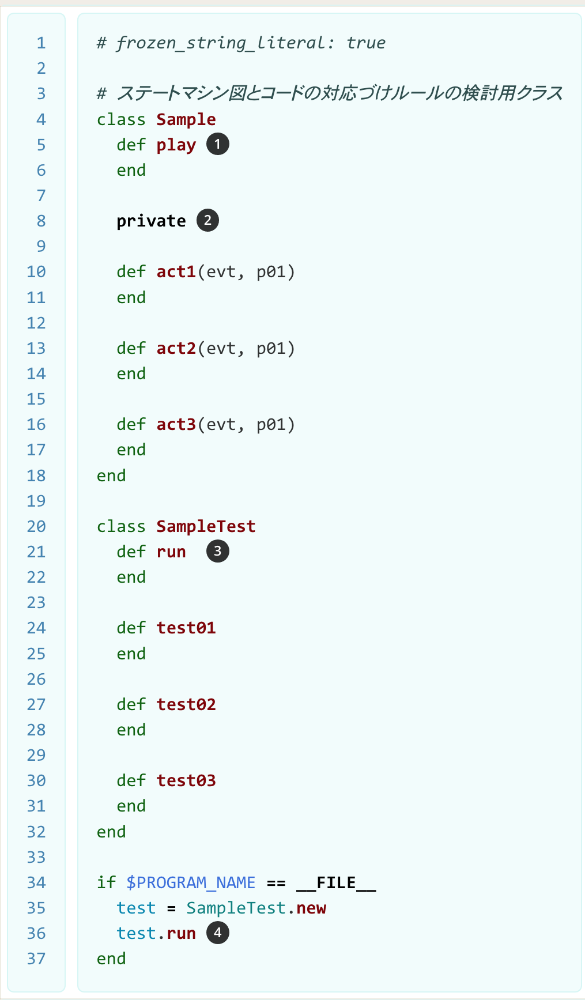 1 # frozen_string_literal: true
2
3 # ステートマシン図とコードの対応づけルールの検討用クラス
4 class Sample
5   def play 1
6   end
7
8   private 2
9
10   def act1(evt, p01)
11   end
12
13   def act2(evt, p01)
14   end
15
16   def act3(evt, p01)
17   end
18 end
19
20 class SampleTest
21   def run  3
22   end
23
24   def test01
25   end
26
27   def test02
28   end
29
30   def test03
31   end
32 end
33
34 if $PROGRAM_NAME == __FILE__
35   test = SampleTest.new
36   test.run 4
37 end